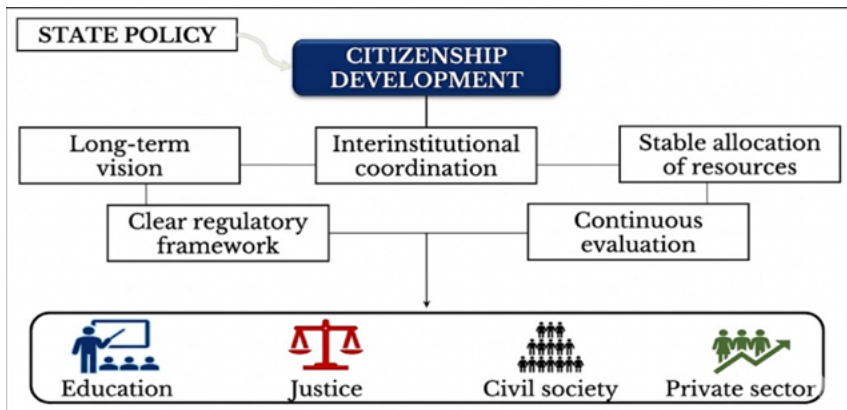 STATE POLICY
CITIZENSHIP
DEVELOPMENT
Long-term
vision
Interinstitutional
coordination
Stable allocation
of resources
Clear regulatory
framework
Continuous
evaluation
Education
Justice
Civil society
Private sector